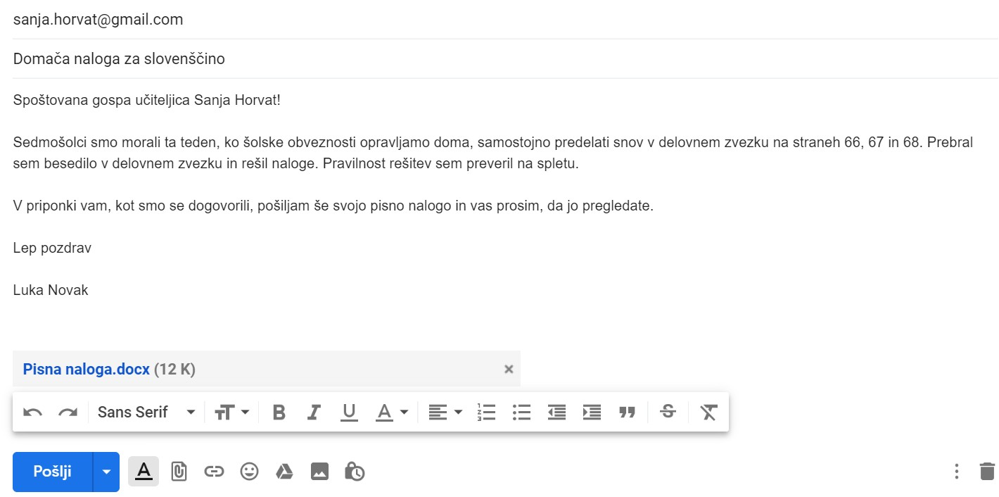 sanja.horvat@gmail.com
Domača naloga za slovenščino
Spoštovana gospa učiteljica Sanja Horvat!
Sedmošolci smo morali ta teden, ko šolske obveznosti opravljamo doma, samostojno predelati snov v delovnem zvezku na straneh 66, 67 in 68. Prebral
sem besedilo v delovnem zvezku in rešil naloge. Pravilnost rešitev sem preveril na spletu.
V priponki vam, kot smo se dogovorili, pošiljam še svojo pisno nalogo in vas prosim, da jo pregledate.
Lep pozdrav
Luka Novak
Pisna naloga.docx (12 K)
Sans Serif
Pošlji